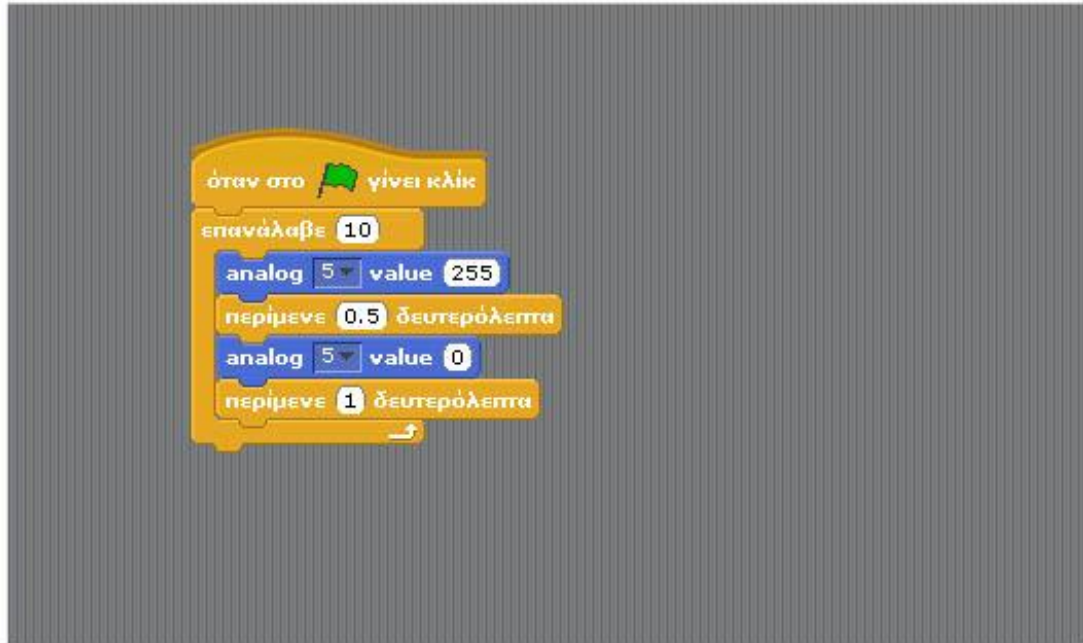 όταν στο γίνει κλίκ
επανάλαβε 10
analog 5 value 255
περίμενε 0.5 δευτερόλεπτα
analog 5 value 0
περίμενε 1 δευτερόλεπτα